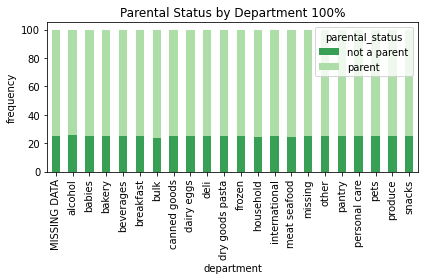 Parental Status by Department 100%
parental_status
not a parent
parent
frequency
100
80
60
40
20
0
MISSING DATA
alcohol
babies
bakery
beverages
breakfast
bulk
canned goods
dairy eggs
deli
dry goods pasta
frozen
household
international
meat seafood
missing
other
pantry
personal care
pets
produce
snacks
department